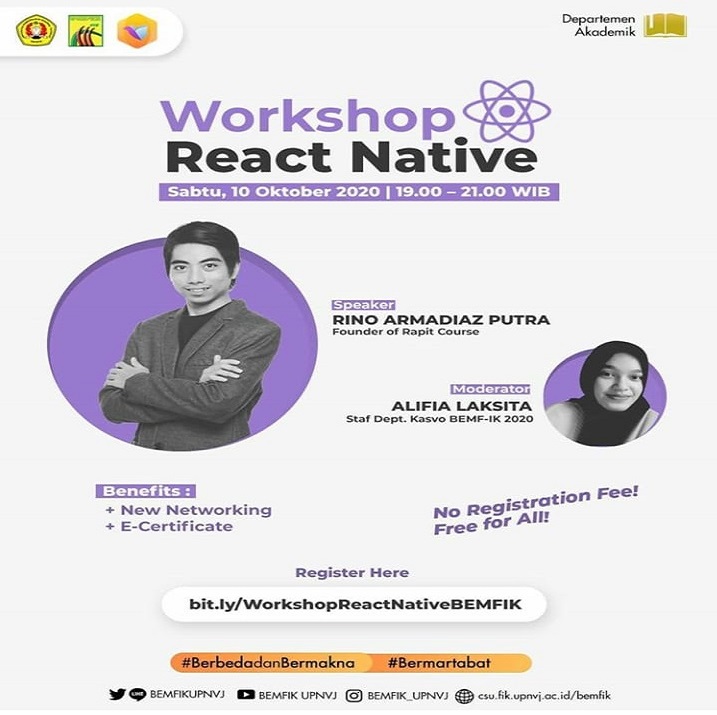 Departemen
Akademik
Workshop
React Native
Sabtu, 10 Oktober 2020 | 19.00 – 21.00 WIB
Speaker
RINO ARMADIAZ PUTRA
Founder of Rapit Course
Moderator
ALIFIA LAKSITA
Staf Dept. Kasvo BEMF-IK 2020
Benefits :
+ New Networking
+ E-Certificate
No Registration Fee!
Free for All!
Register Here
bit.ly/WorkshopReactNativeBEMFIK
#BerbedadanBermakna #Bermartabat
BEMFIKUPNVJ BEMFIK UPNVJ BEMFIK_UPNVJ csu.fik.upnvj.ac.id/bemfik